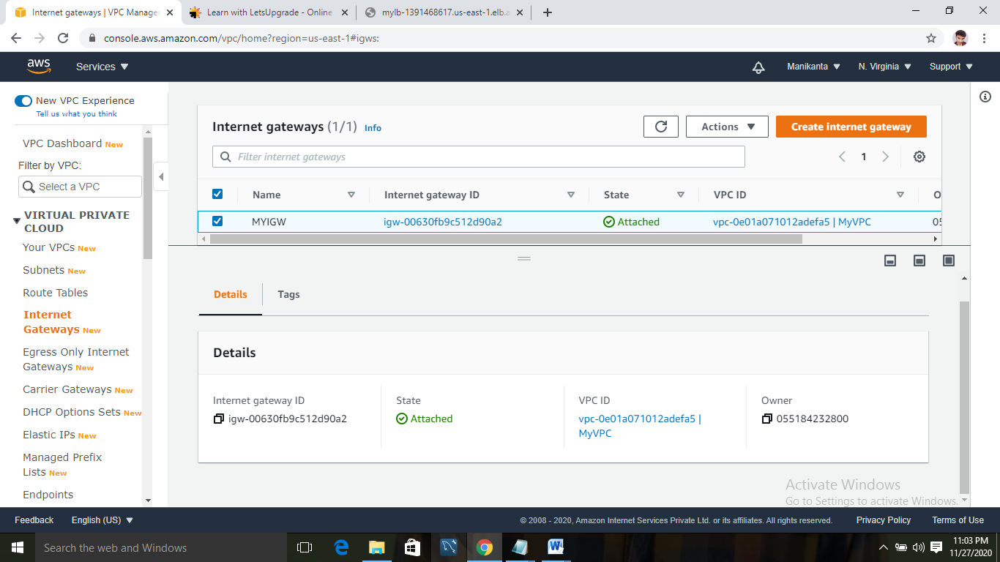 Internet gateways | VPC Manage
Learn with LetsUpgrade - Online
mylb-1391468617.us-east-1.elb.a
console.aws.amazon.com/vpc/home?region=us-east-1#igws:
aws
Services
Manikanta
N. Virginia
Support
New VPC Experience
Tell us what you think
VPC Dashboard New
Filter by VPC:
Select a VPC
VIRTUAL PRIVATE
CLOUD
Your VPCs New
Subnets New
Route Tables
Internet
Gateways New
Egress Only Internet
Gateways New
Carrier Gateways New
DHCP Options Sets New
Elastic IPs New
Managed Prefix
Lists New
Endpoints
Internet gateways (1/1) Info
Actions
Create internet gateway
Filter internet gateways
1
Name
Internet gateway ID
State
VPC ID
O
MYIGW
igw-00630fb9c512d90a2
Attached
vpc-0e01a071012adefa5 | MyVPC
05
Details
Tags
Details
Internet gateway ID
igw-00630fb9c512d90a2
State
Attached
VPC ID
vpc-0e01a071012adefa5 |
MyVPC
Owner
055184232800
Activate Windows
Go to Settings to activate Windows.
Feedback
English (US)
© 2008 - 2020, Amazon Internet Services Private Ltd. or its affiliates. All rights reserved.
Privacy Policy
Terms of Use
Search the web and Windows
11:03 PM
11/27/2020